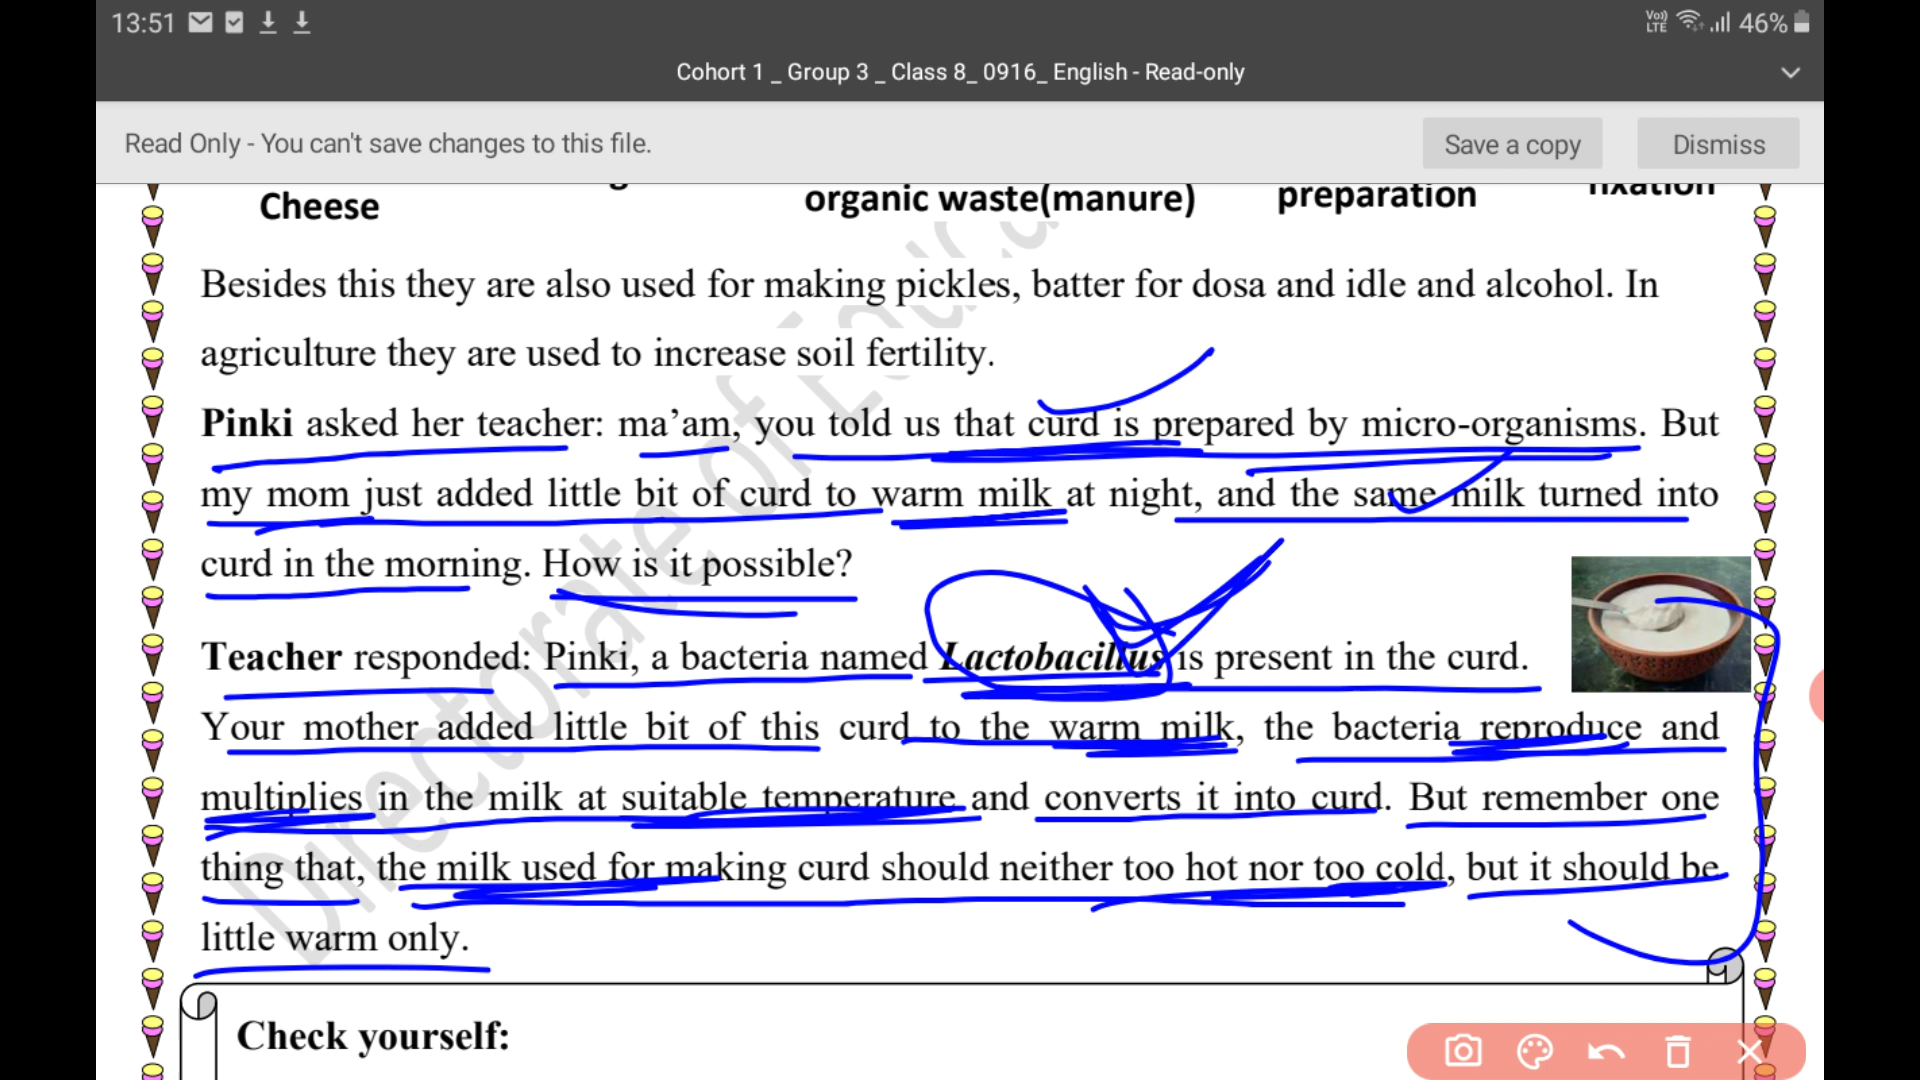 13:51
Vo)) LTE 46%
Cohort 1 _ Group 3 _ Class 8_ 0916_ English - Read-only
Read Only - You can't save changes to this file.
Save a copy
Dismiss
Cheese
organic waste(manure)
preparation
fixation
Besides this they are also used for making pickles, batter for dosa and idle and alcohol. In
agriculture they are used to increase soil fertility.
Pinki asked her teacher: ma’am, you told us that curd is prepared by micro-organisms. But
my mom just added little bit of curd to warm milk at night, and the same milk turned into
curd in the morning. How is it possible?
Teacher responded: Pinki, a bacteria named Lactobacillus is present in the curd.
Your mother added little bit of this curd to the warm milk, the bacteria reproduce and
multiplies in the milk at suitable temperature and converts it into curd. But remember one
thing that, the milk used for making curd should neither too hot nor too cold, but it should be
little warm only.
Check yourself:
Directorate of Educa